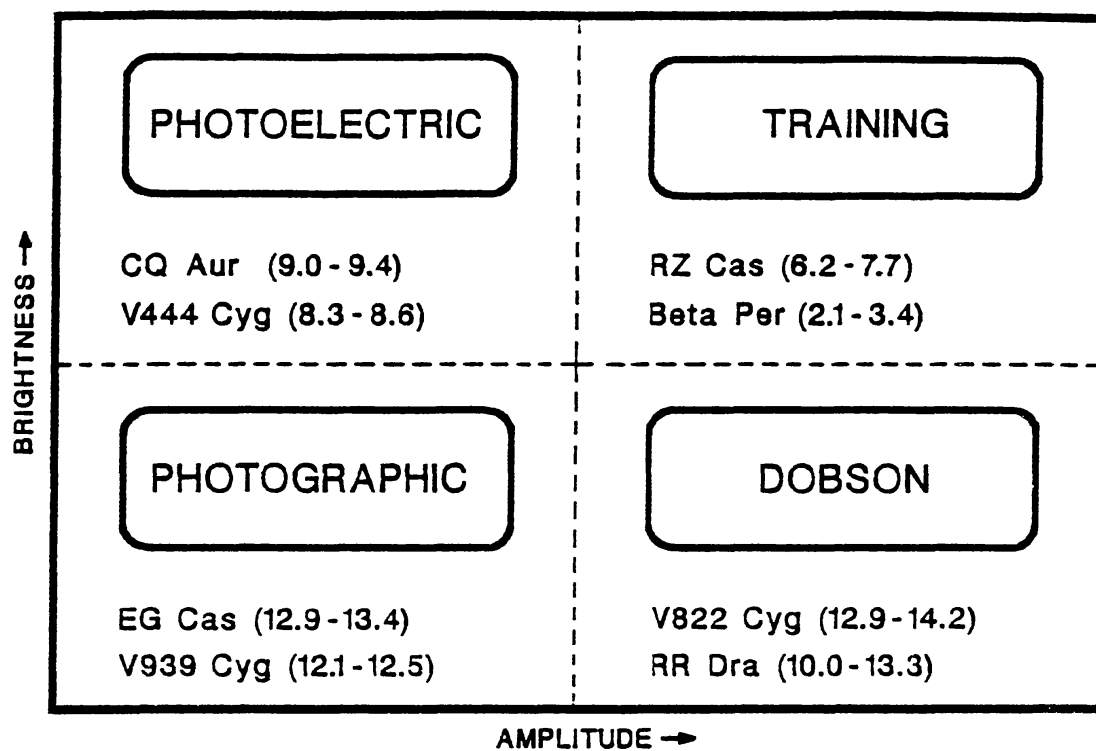 PHOTOELECTRIC
CQ Aur (9.0 - 9.4)
V444 Cyg (8.3 - 8.6)
TRAINING
RZ Cas (6.2 - 7.7)
Beta Per (2.1 - 3.4)
PHOTOGRAPHIC
EG Cas (12.9 - 13.4)
V939 Cyg (12.1 - 12.5)
DOBSON
V822 Cyg (12.9 - 14.2)
RR Dra (10.0 - 13.3)
BRIGHTNESS →
AMPLITUDE →